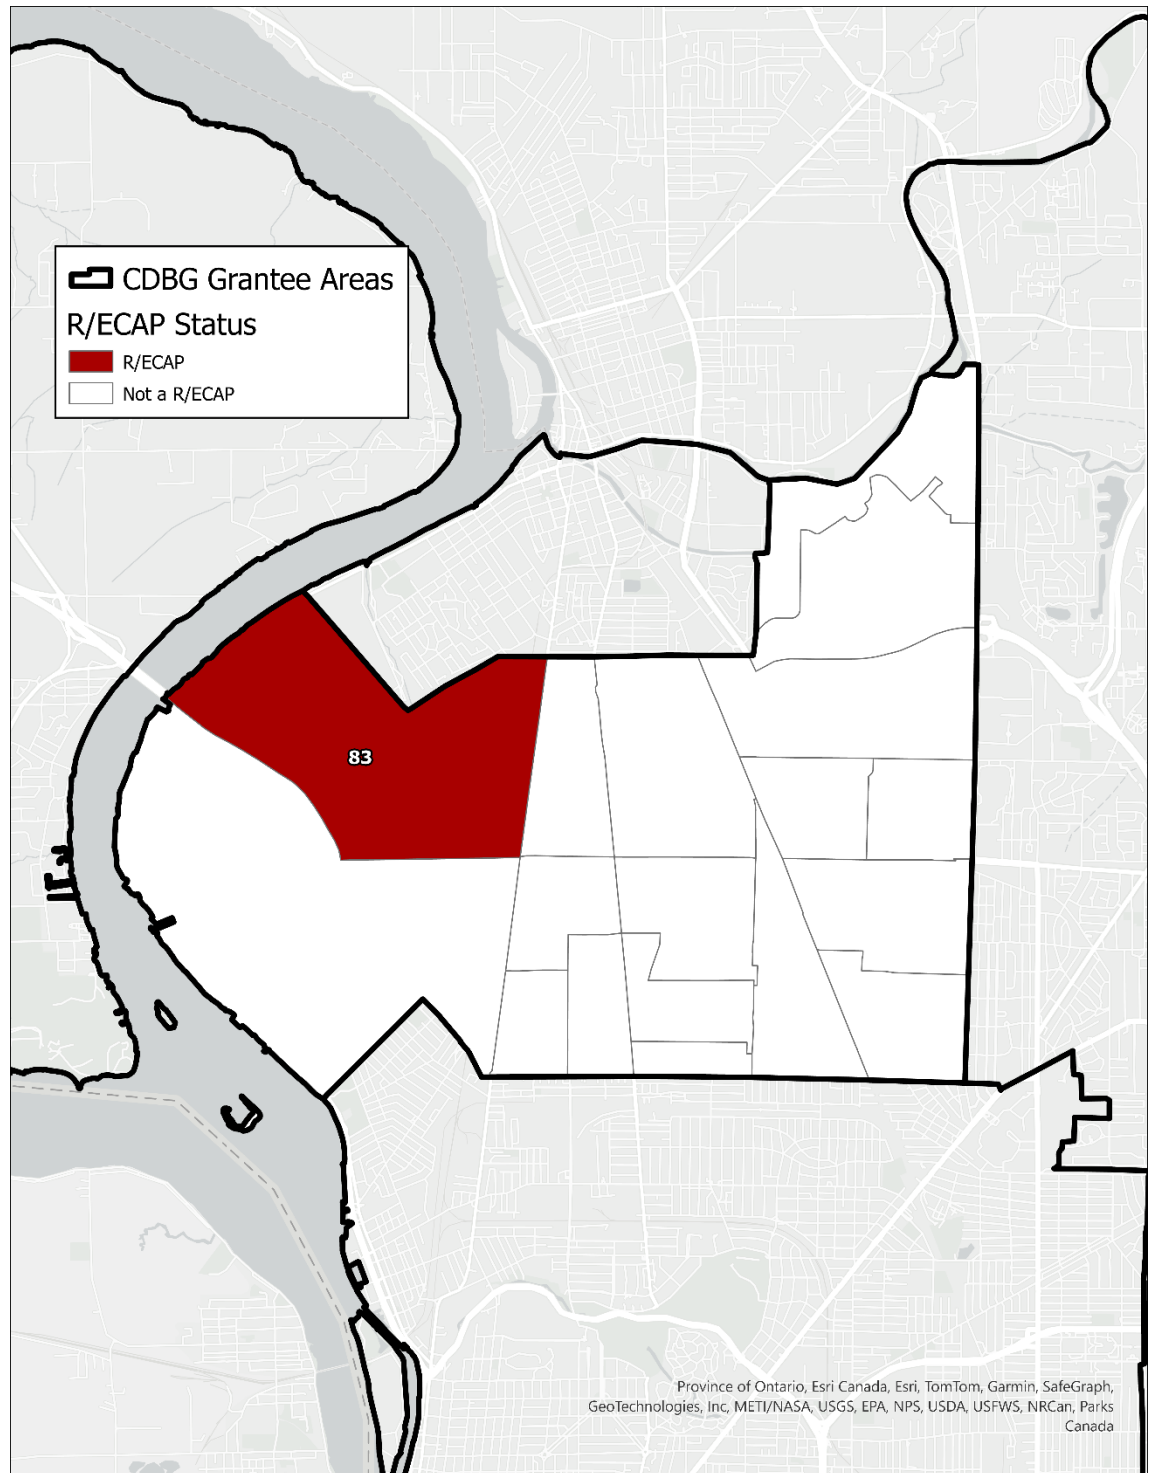 CDBG Grantee Areas
R/ECAP Status
R/ECAP
Not a R/ECAP
83
Province of Ontario, Esri Canada, Esri, TomTom, Garmin, SafeGraph,
GeoTechnologies, Inc, METI/NASA, USGS, EPA, NPS, USDA, USFWS, NRCan, Parks
Canada